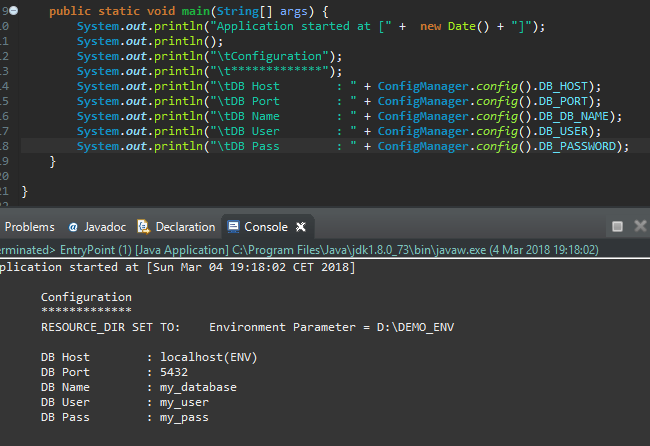 9 public static void main(String[] args) {
10 System.out.println("Application started at [" +  new Date() + "]");
11 System.out.println();
12 System.out.println("\tConfiguration");
13 System.out.println("\t*************");
14 System.out.println("\tDB Host        : " + ConfigManager.config().DB_HOST);
15 System.out.println("\tDB Port        : " + ConfigManager.config().DB_PORT);
16 System.out.println("\tDB Name        : " + ConfigManager.config().DB_DB_NAME);
17 System.out.println("\tDB User        : " + ConfigManager.config().DB_USER);
18 System.out.println("\tDB Pass        : " + ConfigManager.config().DB_PASSWORD);
19 }
20
21 }
Problems @ Javadoc Declaration Console
erminated> EntryPoint (1) [Java Application] C:\Program Files\Java\jdk1.8.0_73\bin\javaw.exe (4 Mar 2018 19:18:02)
plication started at [Sun Mar 04 19:18:02 CET 2018]
Configuration
*************
RESOURCE_DIR SET TO:    Environment Parameter = D:\DEMO_ENV
DB Host        : localhost(ENV)
DB Port        : 5432
DB Name        : my_database
DB User        : my_user
DB Pass        : my_pass